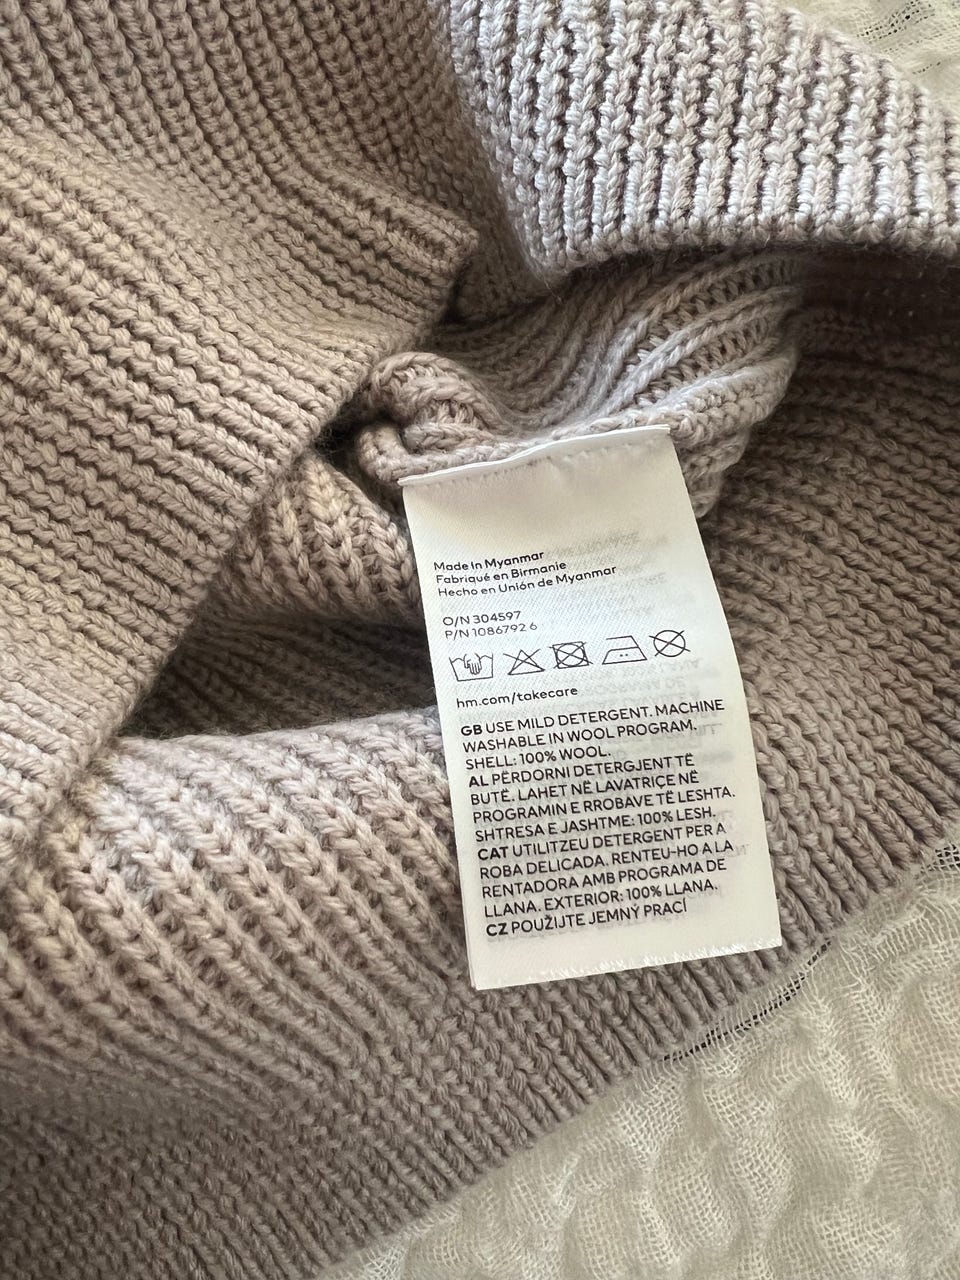 Made in Myanmar
Fabriqué en Birmanie
Hecho en Unión de Myanmar
O/N 304597
P/N 1086792 6
hm.com/takecare
GB USE MILD DETERGENT. MACHINE
WASHABLE IN WOOL PROGRAM.
SHELL: 100% WOOL.
AL PËRDORNI DETERGJENT TË
BUTË. LAHET NË LAVATRIÇE NË
PROGRAMIN E RROBAVE TË LESHTA.
SHTRESA E JASHTME: 100% LESH.
CAT UTILITZEU DETERGENT PER A
ROBA DELICADA. RENTEU-HO A LA
RENTADORA AMB PROGRAMA DE
LLANA. EXTERIOR: 100% LLANA.
CZ POUŽIJTE JEMNÝ PRACÍ